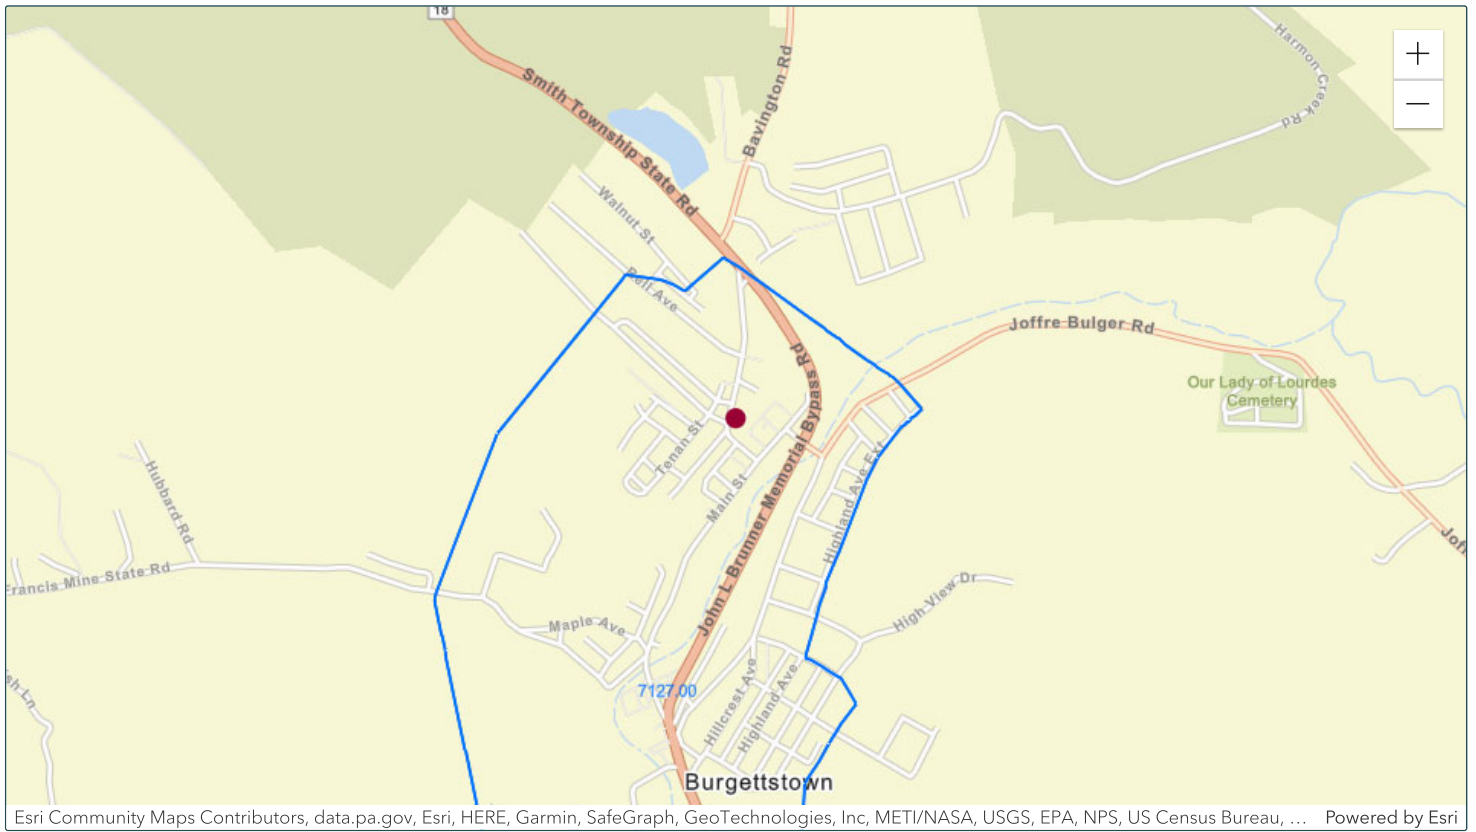 18
Harmon Creek Rd
Bavington Rd
Smith Township State Rd
Walnut St
Bell Ave
Joffre Bulger Rd
Our Lady of Lourdes
Cemetery
John L Brunner Memorial Bypass Rd
Tenan St
Main St
Highland Ave Ext
Hubbard Rd
Francis Mine State Rd
High View Dr
Maple Ave
7127.00
Hillcrest Ave
Highland Ave
Burgettstown
Esri Community Maps Contributors, data.pa.gov, Esri, HERE, Garmin, SafeGraph, GeoTechnologies, Inc, METI/NASA, USGS, EPA, NPS, US Census Bureau, ... Powered by Esri